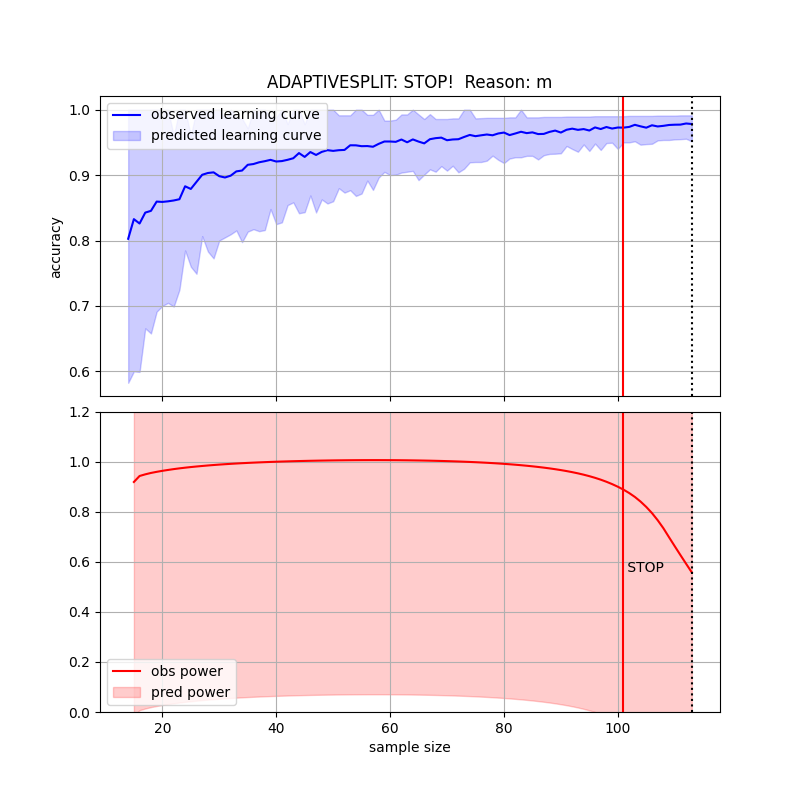 ADAPTIVESPLIT: STOP!  Reason: m
observed learning curve
predicted learning curve
1.0
0.9
0.8
0.7
0.6
accuracy
1.2
1.0
0.8
0.6
0.4
0.2
0.0
STOP
obs power
pred power
20 40 60 80 100
sample size